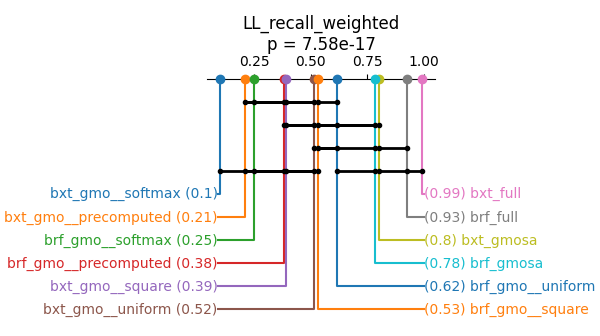 LL_recall_weighted
p = 7.58e-17
0.25 0.50 0.75 1.00
bxt_gmo__softmax (0.1) (0.99) bxt_full
bxt_gmo__precomputed (0.21) (0.93) brf_full
brf_gmo__softmax (0.25) (0.8) bxt_gmosa
brf_gmo__precomputed (0.38) (0.78) brf_gmosa
bxt_gmo__square (0.39) (0.62) brf_gmo__uniform
bxt_gmo__uniform (0.52) (0.53) brf_gmo__square